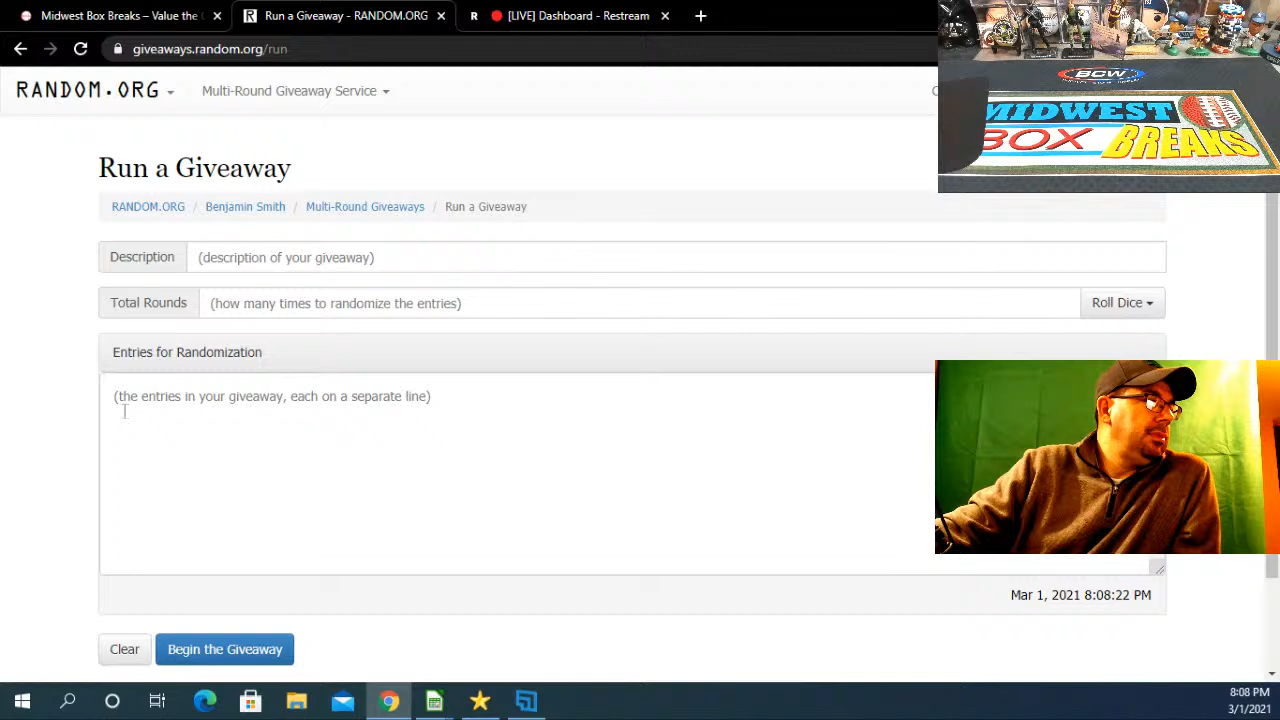 Midwest Box Breaks – Value the
Run a Giveaway - RANDOM.ORG
R
[LIVE] Dashboard - Restream
giveaways.random.org/run
RANDOM.ORG
Multi-Round Giveaway Service
BCW
MIDWEST
BOX BREAKS
Run a Giveaway
RANDOM.ORG / Benjamin Smith / Multi-Round Giveaways / Run a Giveaway
Description (description of your giveaway)
Total Rounds (how many times to randomize the entries) Roll Dice
Entries for Randomization
(the entries in your giveaway, each on a separate line)
Mar 1, 2021 8:08:22 PM
Clear Begin the Giveaway
8:08 PM
3/1/2021